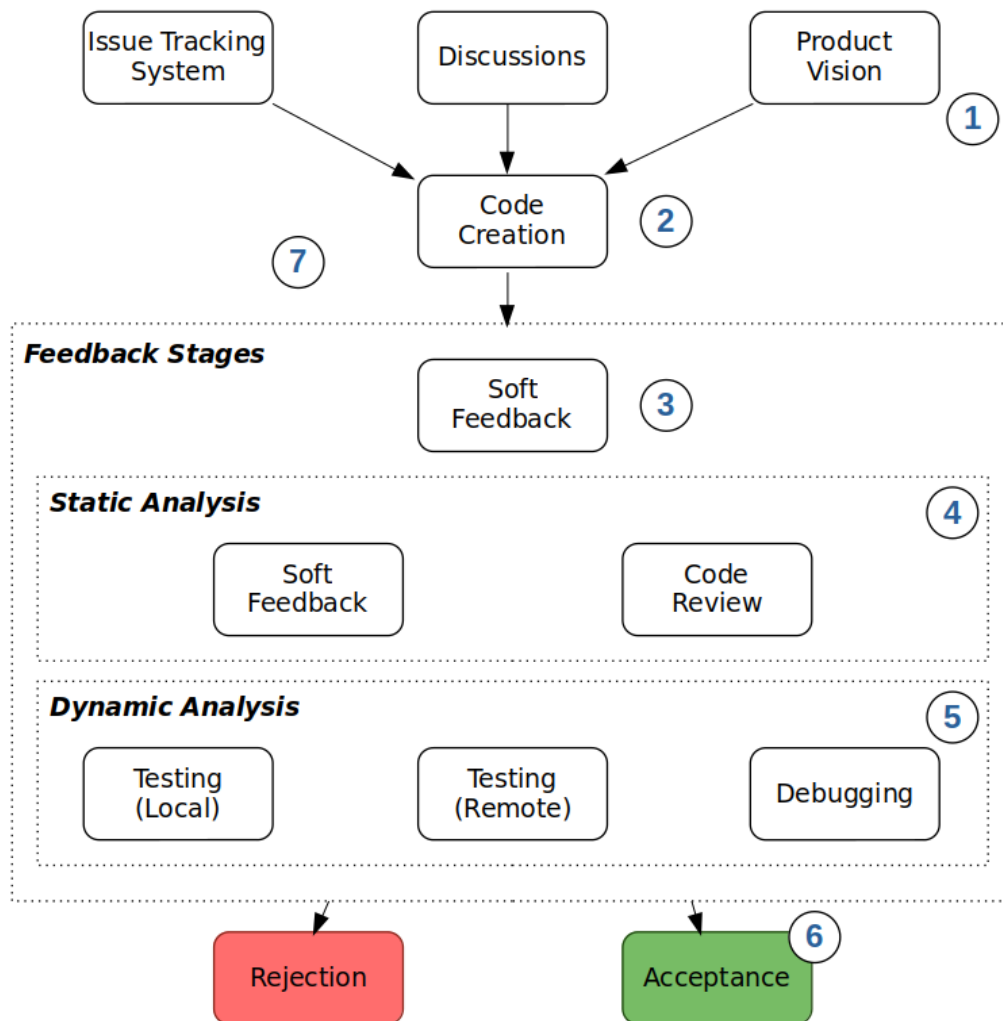 Issue Tracking
System
Discussions
Product
Vision
1
Code
Creation
2
7
Feedback Stages
Soft
Feedback
3
Static Analysis
4
Soft
Feedback
Code
Review
Dynamic Analysis
5
Testing
(Local)
Testing
(Remote)
Debugging
6
Rejection
Acceptance